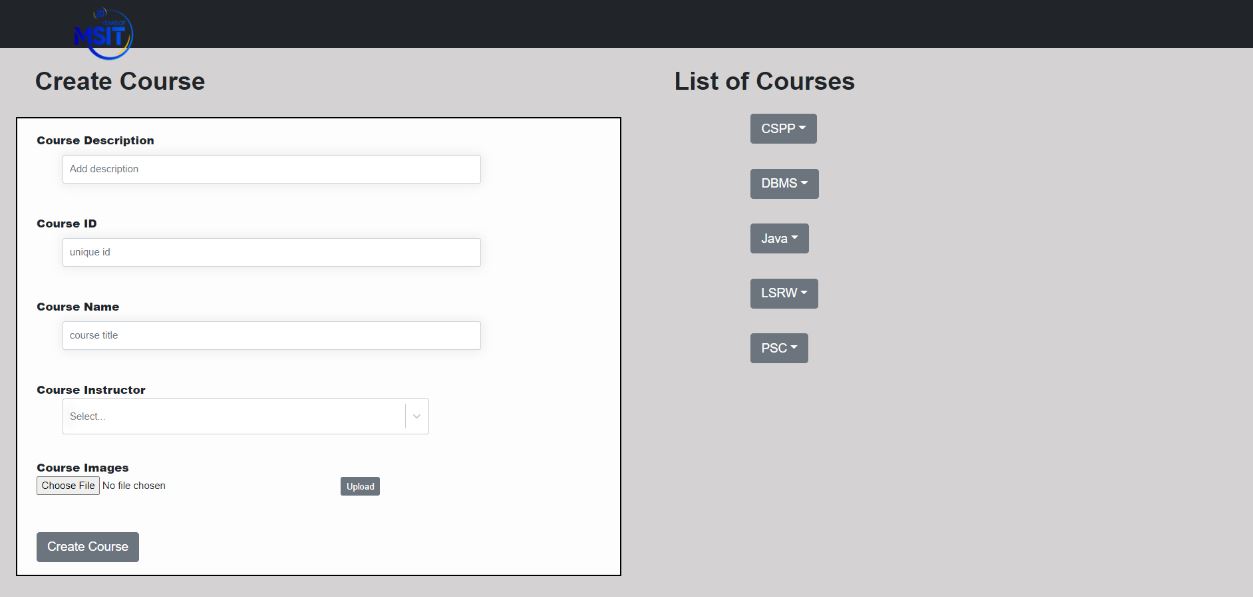 MSIT
Create Course
Course Description
Add description
Course ID
unique id
Course Name
course title
Course Instructor
Select...
Course Images
Choose File No file chosen
Upload
Create Course
List of Courses
CSPP
DBMS
Java
LSRW
PSC